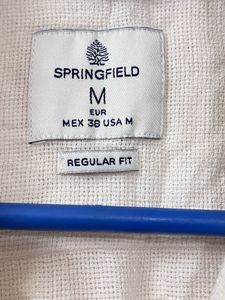 SPRINGFIELD
M
EUR
MEX 38 USA M
REGULAR FIT